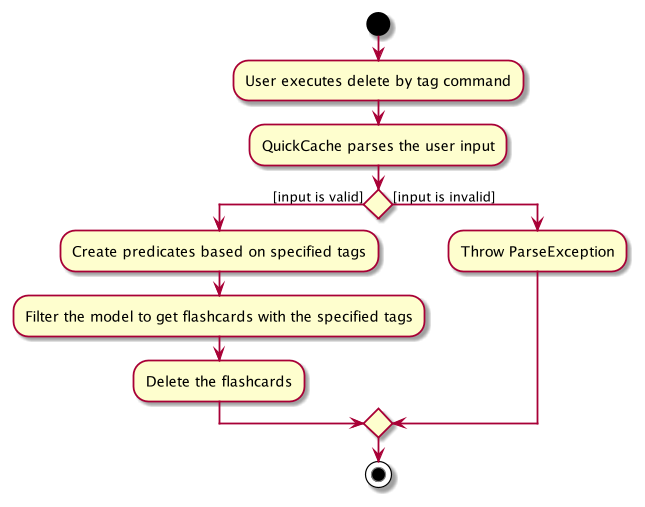 User executes delete by tag command
QuickCache parses the user input
[input is valid]
[input is invalid]
Create predicates based on specified tags
Throw ParseException
Filter the model to get flashcards with the specified tags
Delete the flashcards